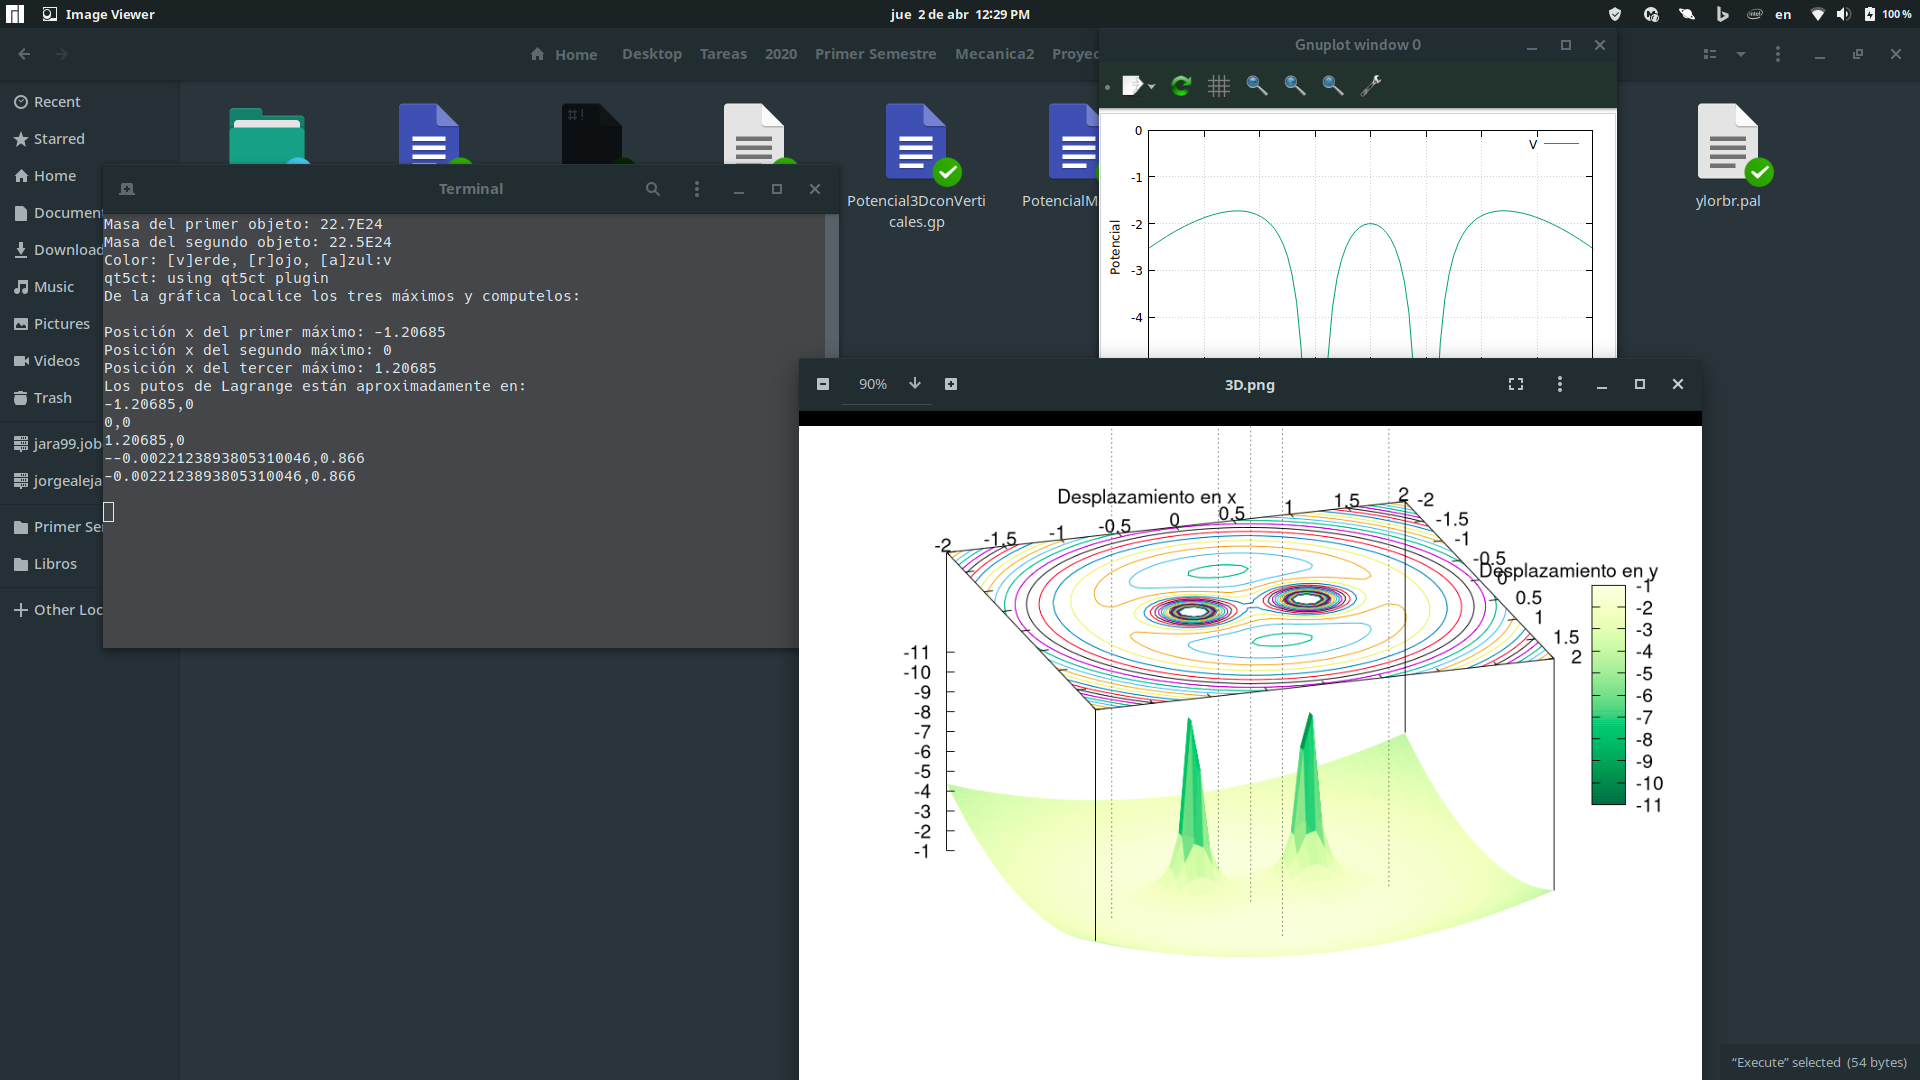 Image Viewer
jue 2 de abr 12:29 PM
en
100 %
Home
Desktop
Tareas
2020
Primer Semestre
Mecanica2
Proyec
Gnuplot window 0
Recent
Starred
Home
Document
Download
Music
Pictures
Videos
Trash
jara99.job
jorgealeja
Primer Se
Libros
Other Loc
#!
Potencial3DconVerti
cales.gp
PotencialM
ylorbr.pal
Terminal
Masa del primer objeto: 22.7E24
Masa del segundo objeto: 22.5E24
Color: [v]erde, [r]ojo, [a]zul:v
qt5ct: using qt5ct plugin
De la gráfica localice los tres máximos y computelos:
Posición x del primer máximo: -1.20685
Posición x del segundo máximo: 0
Posición x del tercer máximo: 1.20685
Los putos de Lagrange están aproximadamente en:
-1.20685,0
0,0
1.20685,0
--0.0022123893805310046,0.866
-0.0022123893805310046,0.866
0
-1
-2
-3
-4
Potencial
V
90%
3D.png
Desplazamiento en x
-2
-1.5
-1
-0.5
0
0.5
1
1.5
2
-2
-1.5
-1
-0.5
0
0.5
1
1.5
2
Desplazamiento en y
-11
-10
-9
-8
-7
-6
-5
-4
-3
-2
-1
-1
-2
-3
-4
-5
-6
-7
-8
-9
-10
-11
“Execute” selected (54 bytes)